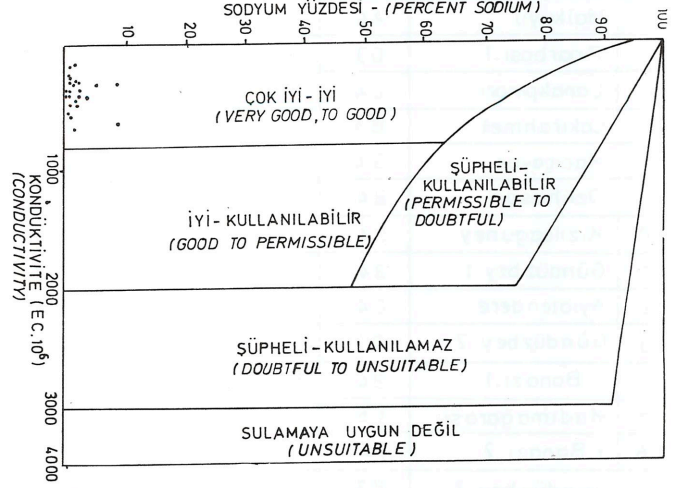 SODYUM YÜZDESİ - (PERCENT SODIUM)
10
20
30
40
50
60
70
80
90
100
ÇOK İYİ - İYİ
(VERY GOOD, TO GOOD)
ŞÜPHELİ-
KULLANILABİLİR
(PERMISSIBLE TO
DOUBTFUL)
İYİ - KULLANILABİLİR
(GOOD TO PERMISSIBLE)
ŞÜPHELİ - KULLANILAMAZ
(DOUBTFUL TO UNSUITABLE)
SULAMAYA UYGUN DEĞİL
(UNSUITABLE)
1000
2000
3000
4000
KONDÜKTİVİTE (EC.10⁶)
(CONDUCTIVITY)